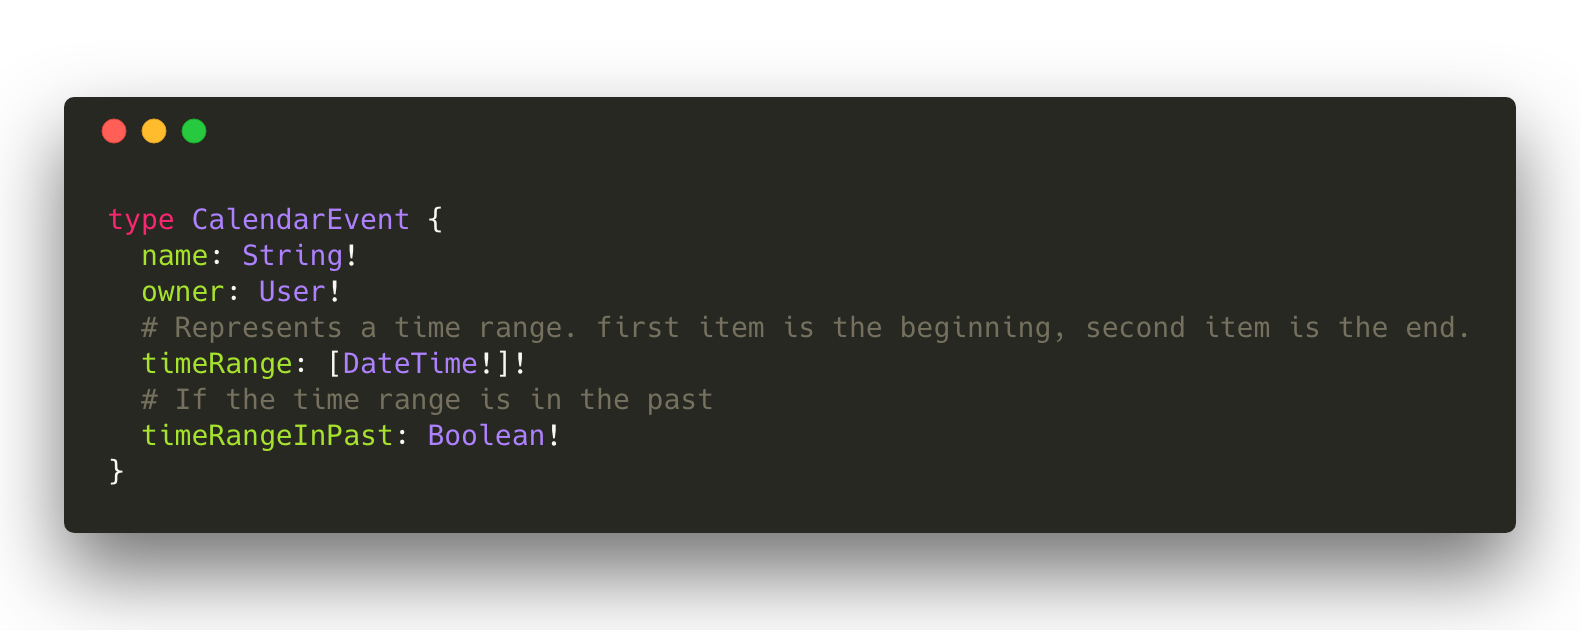 type CalendarEvent {
  name: String!
  owner: User!
  # Represents a time range. first item is the beginning, second item is the end.
  timeRange: [DateTime!]!
  # If the time range is in the past
  timeRangeInPast: Boolean!
}